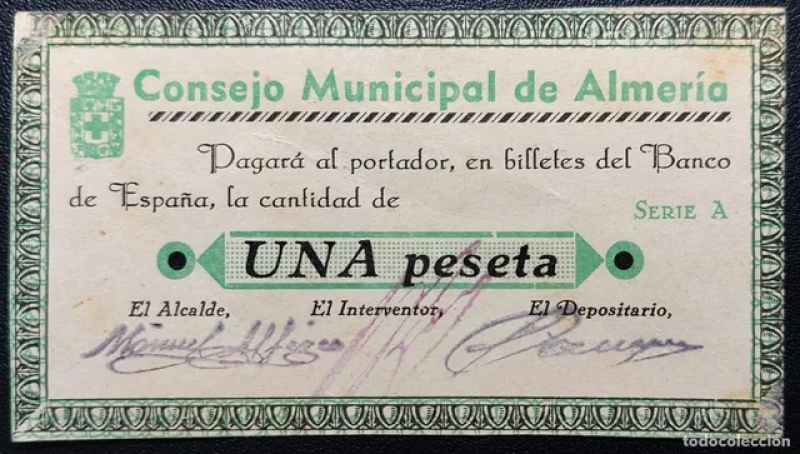 Consejo Municipal de Almería
Pagará al portador, en billetes del Banco
de España, la cantidad de
SERIE A
UNA peseta
El Alcalde, El Interventor, El Depositario,
Manuel
todocoleccion